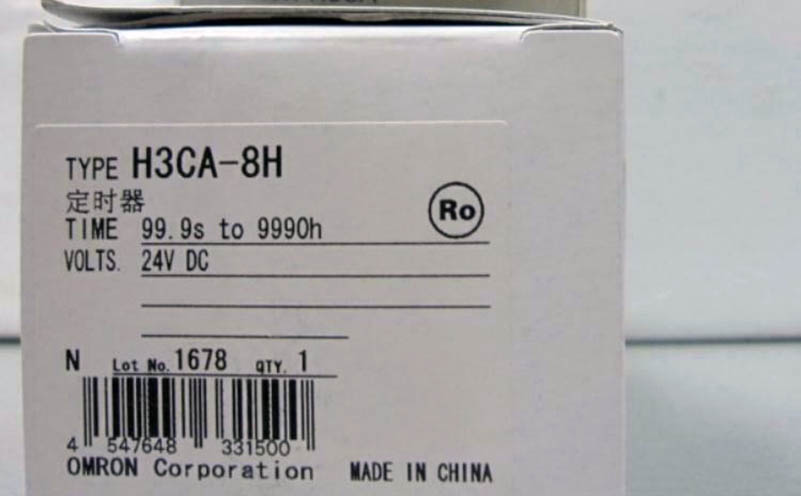 TYPE H3CA-8H
定时器
TIME 99.9s to 9990h
Ro
VOLTS. 24V DC
N Lot No. 1678 QTY. 1
4 547648 331500
OMRON Corporation MADE IN CHINA